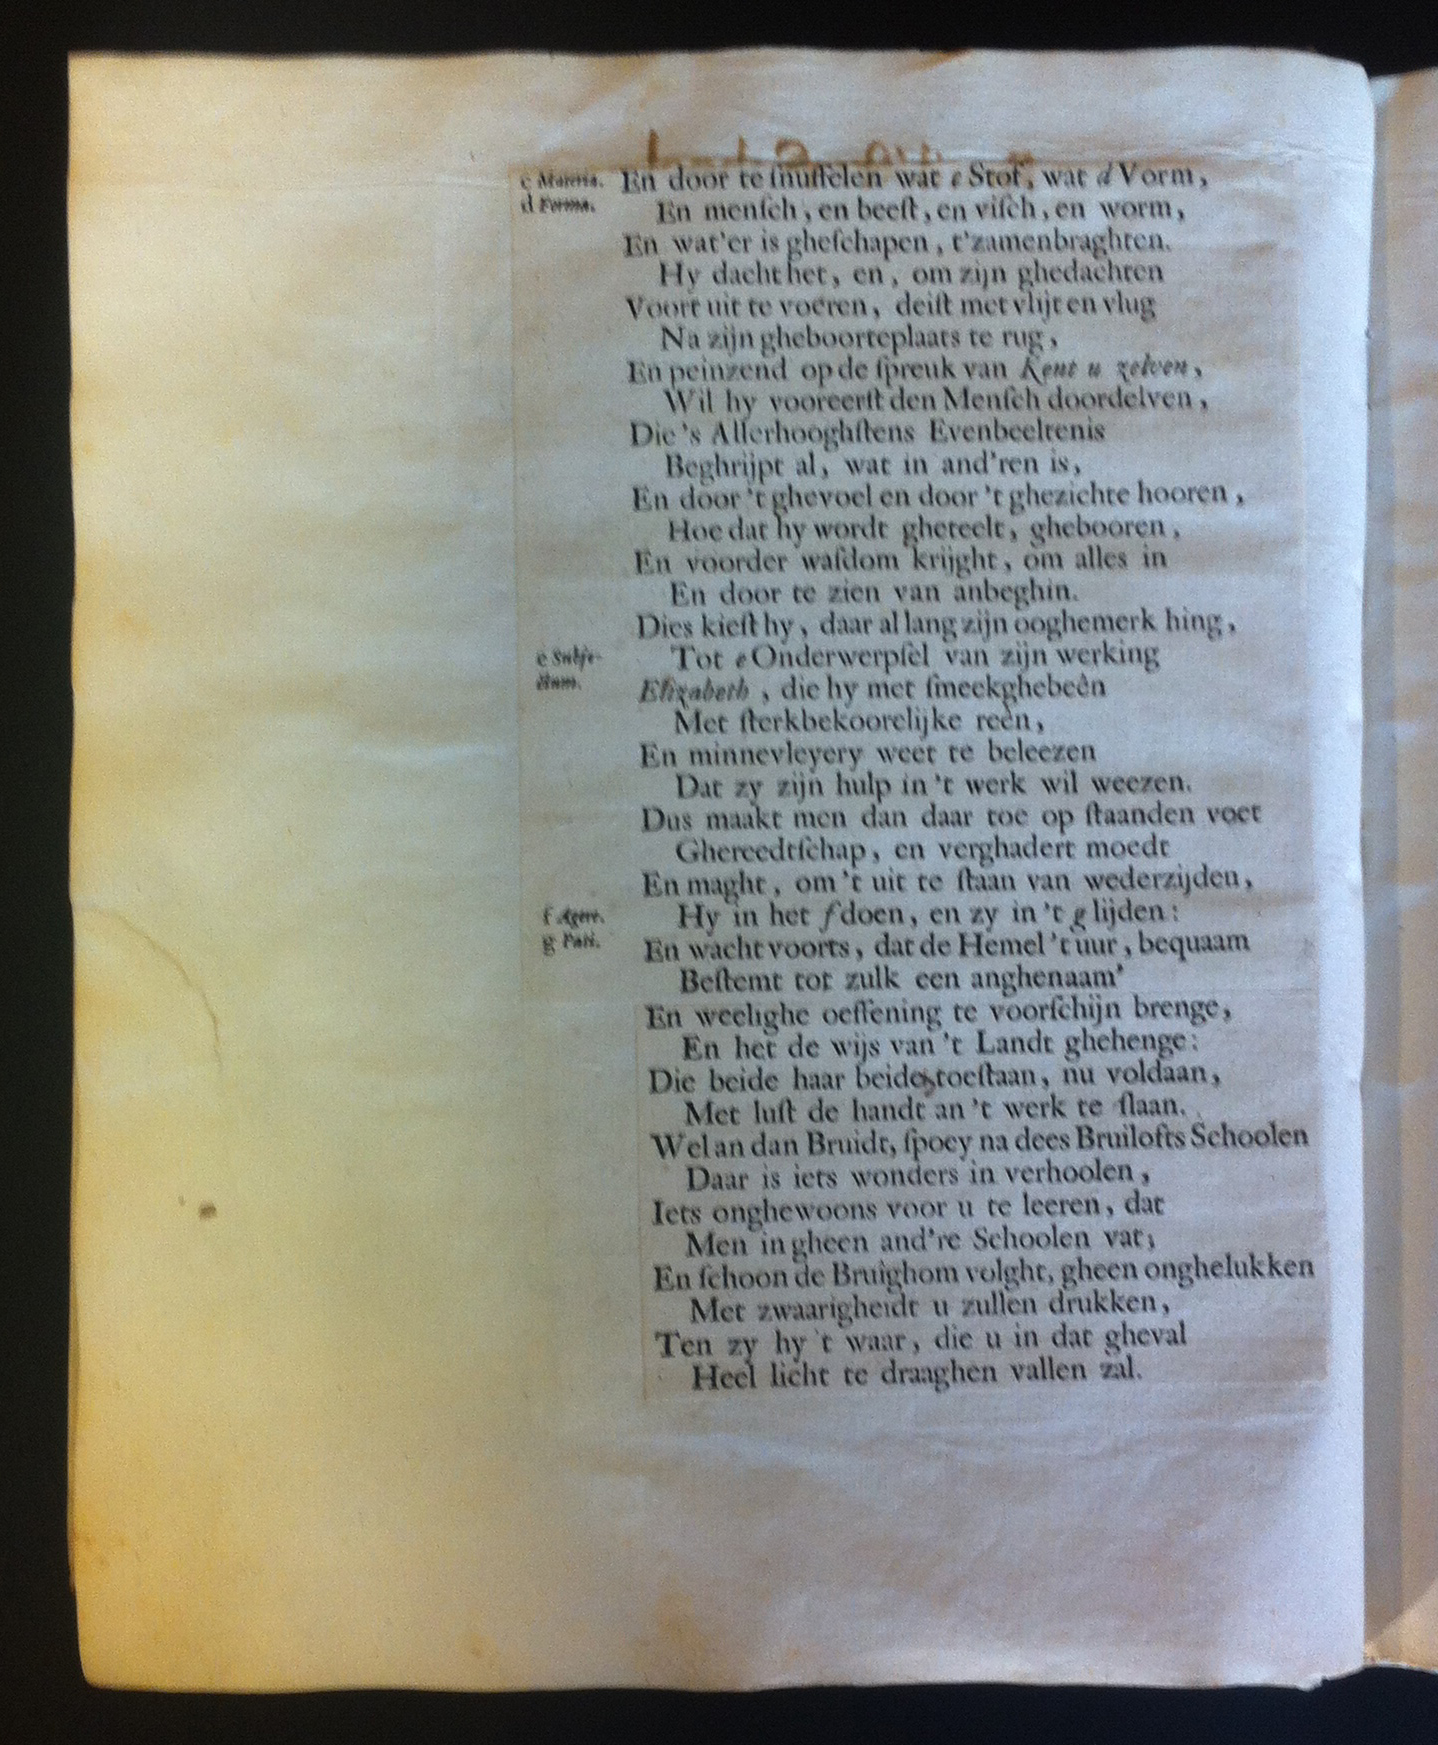 c Materia. En door te ſnuffelen wat c Stof, wat d Vorm,
d Forma. En menſch, en beeſt, en viſch, en worm,
En wat'er is gheſchapen, t'zamenbraghten.
Hy dacht het, en, om zijn ghedachten
Voort uit te voeren, deiſt met vlijt en vlug
Na zijn gheboorteplaats te rug,
En peinzend op de ſpreuk van Kent u zelven,
Wil hy vooreerſt den Menſch doordelven,
Die 's Allerhooghſtens Evenbeeltenis
Beghrijpt al, wat in and'ren is,
En door 't ghevoel en door 't ghezichte hooren,
Hoe dat hy wordt gheteelt, ghebooren,
En voorder waſdom krijght, om alles in
En door te zien van anbeghin.
Dies kieſt hy, daar al lang zijn ooghemerk hing,
e Subje- Tot e Onderwerpſel van zijn werking
ctum. Elizabeth, die hy met ſmeekghebeên
Met ſterkbekoorelijke reên,
En minnevleyery weet te beleezen
Dat zy zijn hulp in 't werk wil weezen.
Dus maakt men dan daar toe op ſtaanden voet
Ghereedtſchap, en verghadert moedt
En maght, om 't uit te ſtaan van wederzijden,
f Agere. Hy in het f doen, en zy in 't g lijden:
g Pati. En wacht voorts, dat de Hemel 't uur, bequaam
Beſtemt tot zulk een anghenaam'
En weelighe oeffening te voorſchijn brenge,
En het de wijs van 't Landt ghehenge:
Die beide haar beide toeſtaan, nu voldaan,
Met luſt de handt an 't werk te ſlaan.
Wel an dan Bruidt, ſpoey na dees Bruilofts Schoolen
Daar is iets wonders in verhoolen,
Iets onghewoons voor u te leeren, dat
Men in gheen and're Schoolen vat;
En ſchoon de Bruighom volght, gheen onghelukken
Met zwaarigheidt u zullen drukken,
Ten zy hy 't waar, die u in dat gheval
Heel licht te draaghen vallen zal.